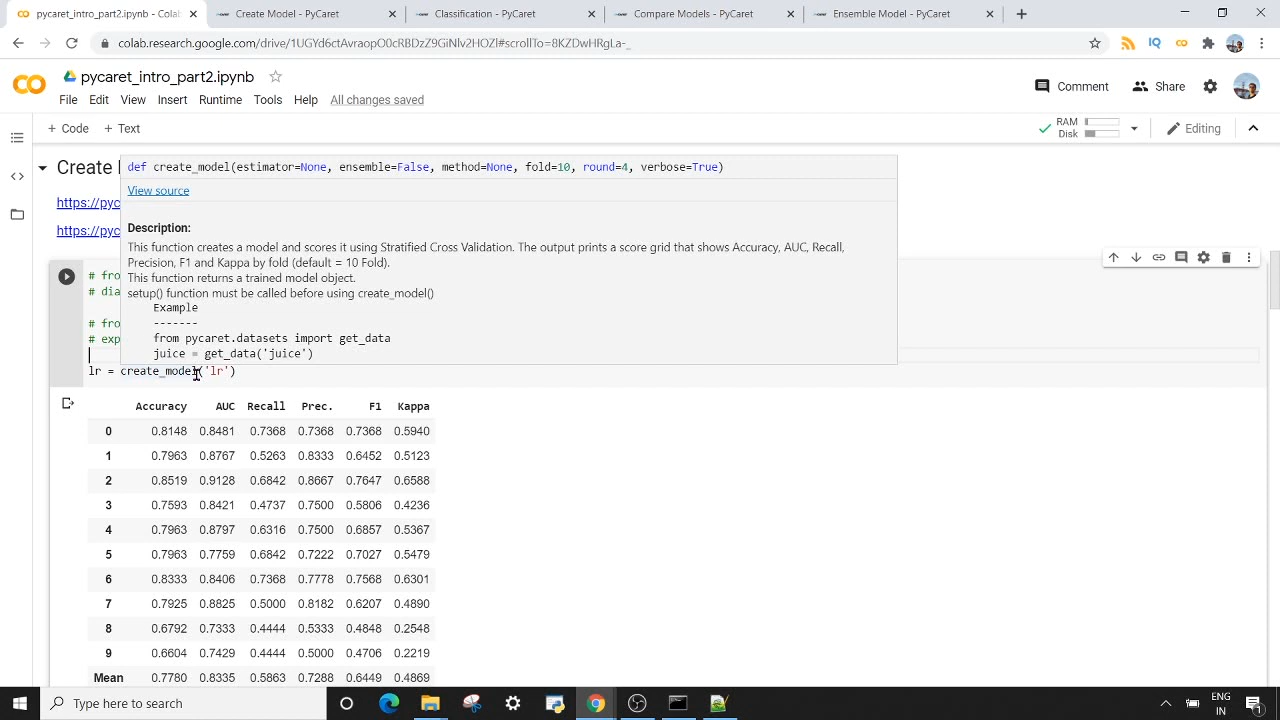 pycaret_intro_part2.ipynb - Colab
Create Model - PyCaret
Classification - PyCaret
Compare Models - PyCaret
Ensemble Model - PyCaret
colab.research.google.com/drive/1UGYd6ctAvraopO0cRBDzZ9GiNv2HOZl#scrollTo=8KZDwHRgLa-_
pycaret_intro_part2.ipynb
File Edit View Insert Runtime Tools Help All changes saved
Comment
Share
+ Code + Text
RAM
Disk
Editing
Create
def create_model(estimator=None, ensemble=False, method=None, fold=10, round=4, verbose=True)
View source
https://pyc
https://pyc
Description:
This function creates a model and scores it using Stratified Cross Validation. The output prints a score grid that shows Accuracy, AUC, Recall,
Precision, F1 and Kappa by fold (default = 10 Fold).
This function returns a trained model object.
setup() function must be called before using create_model()
Example
-------
from pycaret.datasets import get_data
juice = get_data('juice')
# fro
# dia
# fro
# exp
lr = create_model('lr')
Accuracy AUC Recall Prec. F1 Kappa
0 0.8148 0.8481 0.7368 0.7368 0.7368 0.5940
1 0.7963 0.8767 0.5263 0.8333 0.6452 0.5123
2 0.8519 0.9128 0.6842 0.8667 0.7647 0.6588
3 0.7593 0.8421 0.4737 0.7500 0.5806 0.4236
4 0.7963 0.8797 0.6316 0.7500 0.6857 0.5367
5 0.7963 0.7759 0.6842 0.7222 0.7027 0.5479
6 0.8333 0.8406 0.7368 0.7778 0.7568 0.6301
7 0.7925 0.8825 0.5000 0.8182 0.6207 0.4890
8 0.6792 0.7333 0.4444 0.5333 0.4848 0.2548
9 0.6604 0.7429 0.4444 0.5000 0.4706 0.2219
Mean 0.7780 0.8335 0.5863 0.7288 0.6449 0.4869
Type here to search
ENG
IN